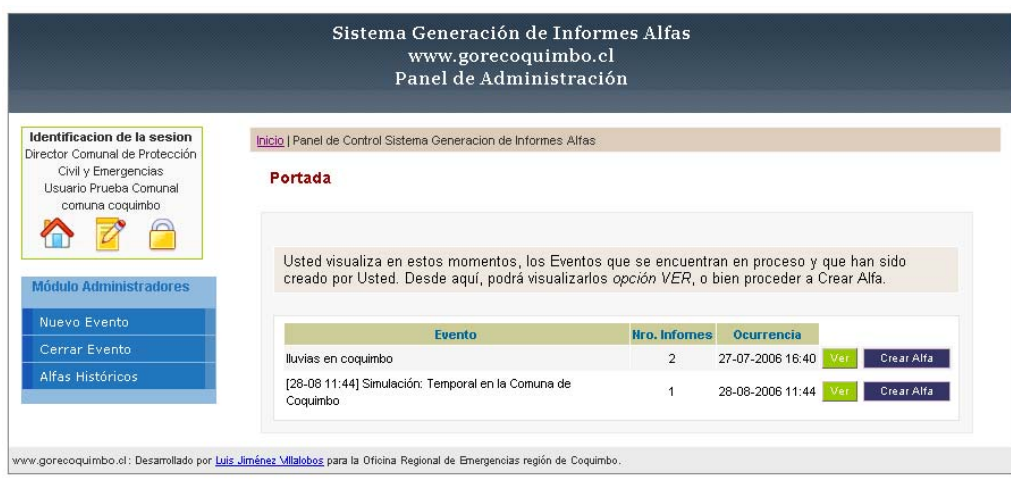 Sistema Generación de Informes Alfas
www.gorecoquimbo.cl
Panel de Administración
Identificacion de la sesion
Director Comunal de Protección
Civil y Emergencias
Usuario Prueba Comunal
comuna coquimbo
Módulo Administradores
Nuevo Evento
Cerrar Evento
Alfas Históricos
Inicio | Panel de Control Sistema Generacion de Informes Alfas
Portada
Usted visualiza en estos momentos, los Eventos que se encuentran en proceso y que han sido
creado por Usted. Desde aquí, podrá visualizarlos opción VER, o bien proceder a Crear Alfa.
Evento Nro. Infomes Ocurrencia
lluvias en coquimbo 2 27-07-2006 16:40 Ver Crear Alfa
[28-08 11:44] Simulación: Temporal en la Comuna de
Coquimbo 1 28-08-2006 11:44 Ver Crear Alfa
www.gorecoquimbo.cl: Desarrollado por Luis Jiménez Villalobos para la Oficina Regional de Emergencias región de Coquimbo.